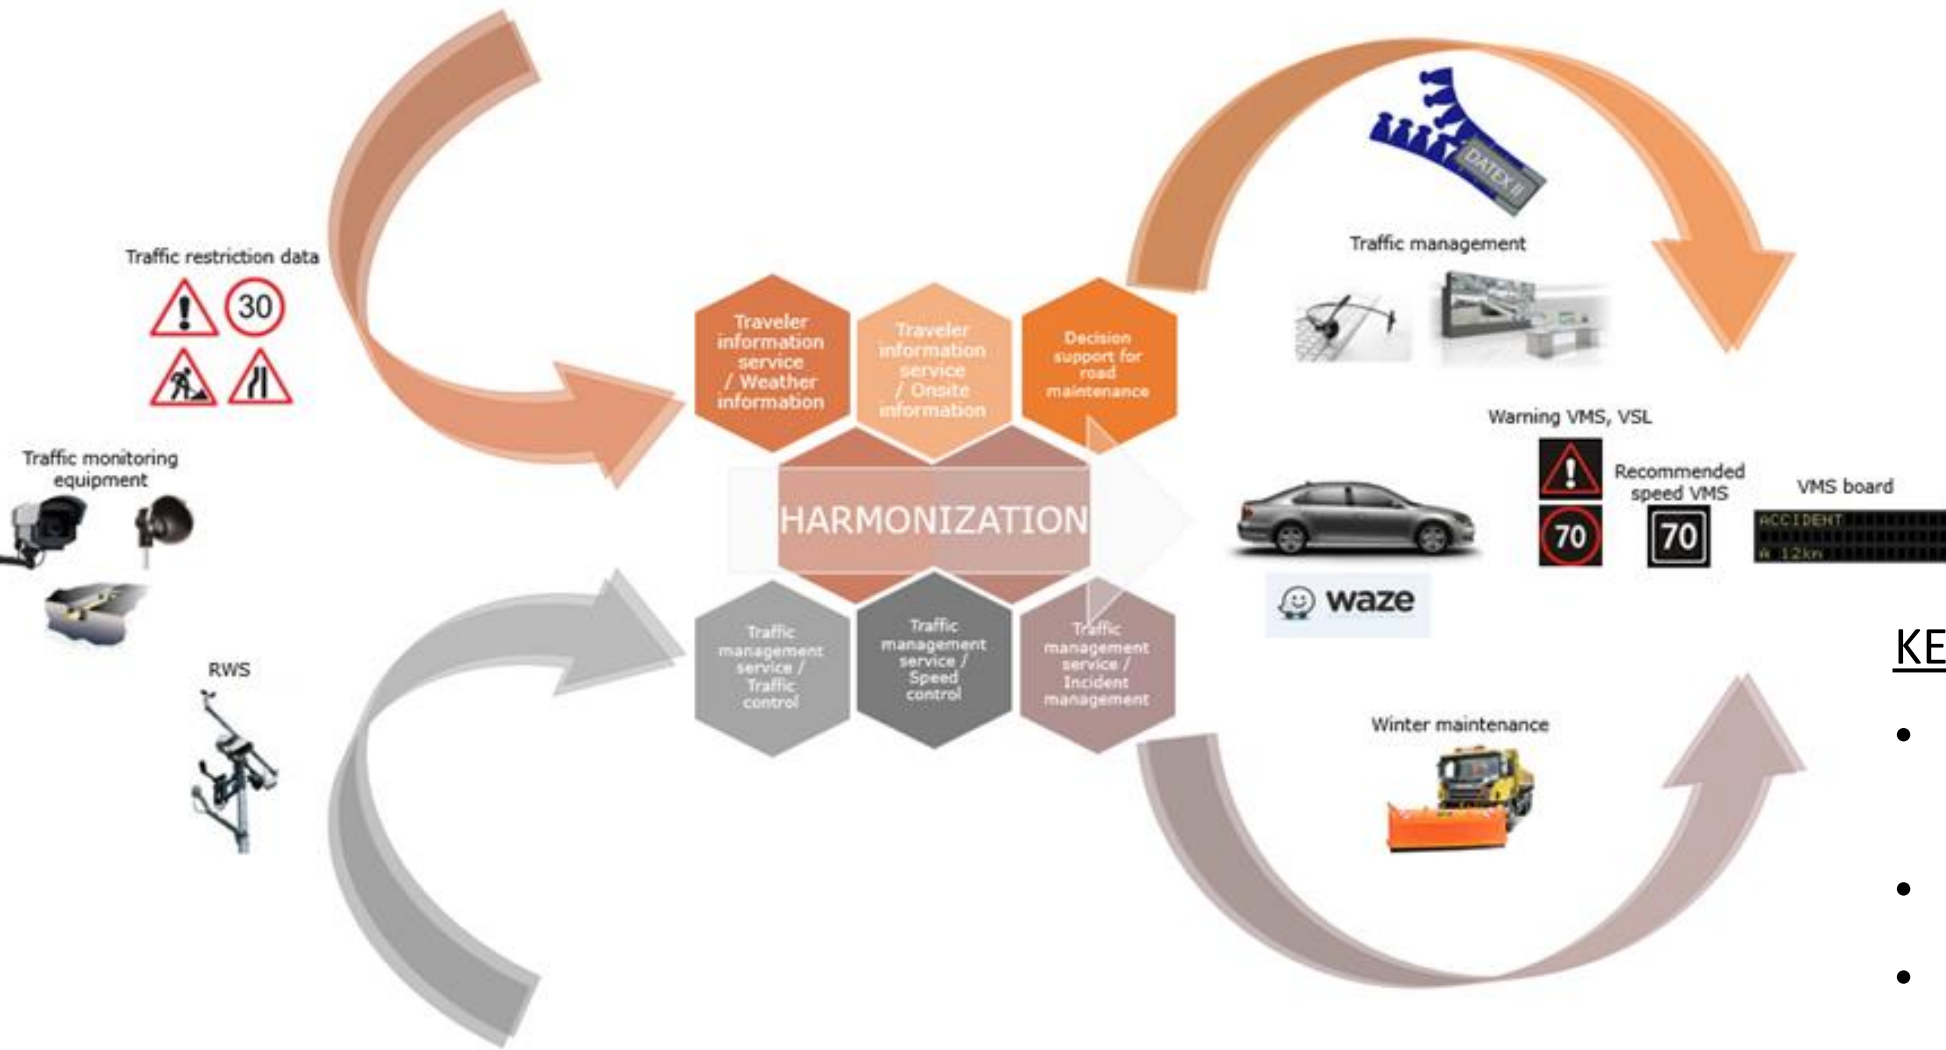 DATEX II
Traffic management
Traffic restriction data
30
Traveler
information
service
/ Weather
information
Traveler
information
service
/ Onsite
information
Decision
support for
road
maintenance
Warning VMS, VSL
Traffic monitoring
equipment
Recommended
speed VMS
VMS board
HARMONIZATION
70
70
ACCIDENT
A 12km
waze
Traffic
management
service /
Traffic
control
Traffic
management
service /
Speed
control
Traffic
management
service /
Incident
management
KE
RWS
Winter maintenance